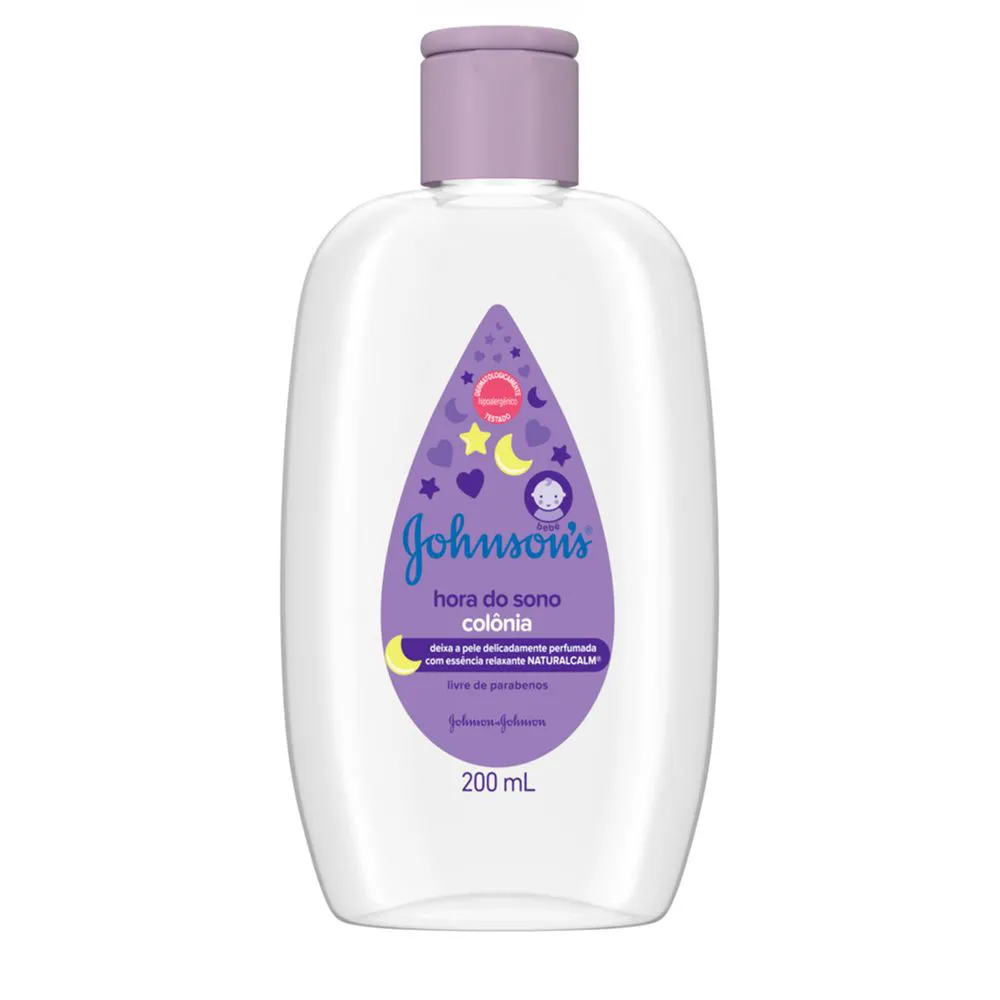 DERMATOLOGICAMENTE
hipoalergênico
TESTADO
bebê
Johnson's®
hora do sono
colônia
deixa a pele delicadamente perfumada
com essência relaxante NATURALCALM®
livre de parabenos
Johnson & Johnson
200 mL